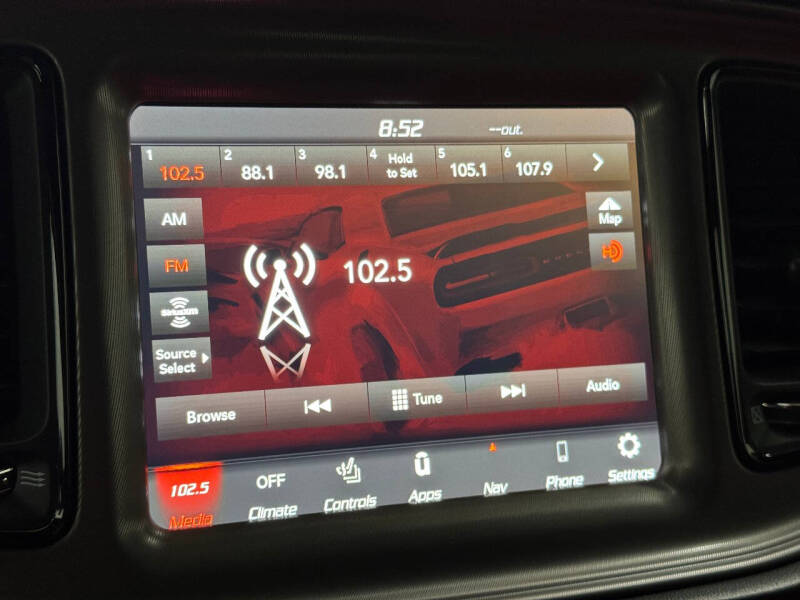 8:52 --out.
1 102.5 2 88.1 3 98.1 4 Hold to Set 5 105.1 6 107.9
AM
Map
FM
HD
102.5
SiriusXM
Source
Select
Browse Tune Audio
102.5 OFF
Media Climate Controls Apps Nav Phone Settings